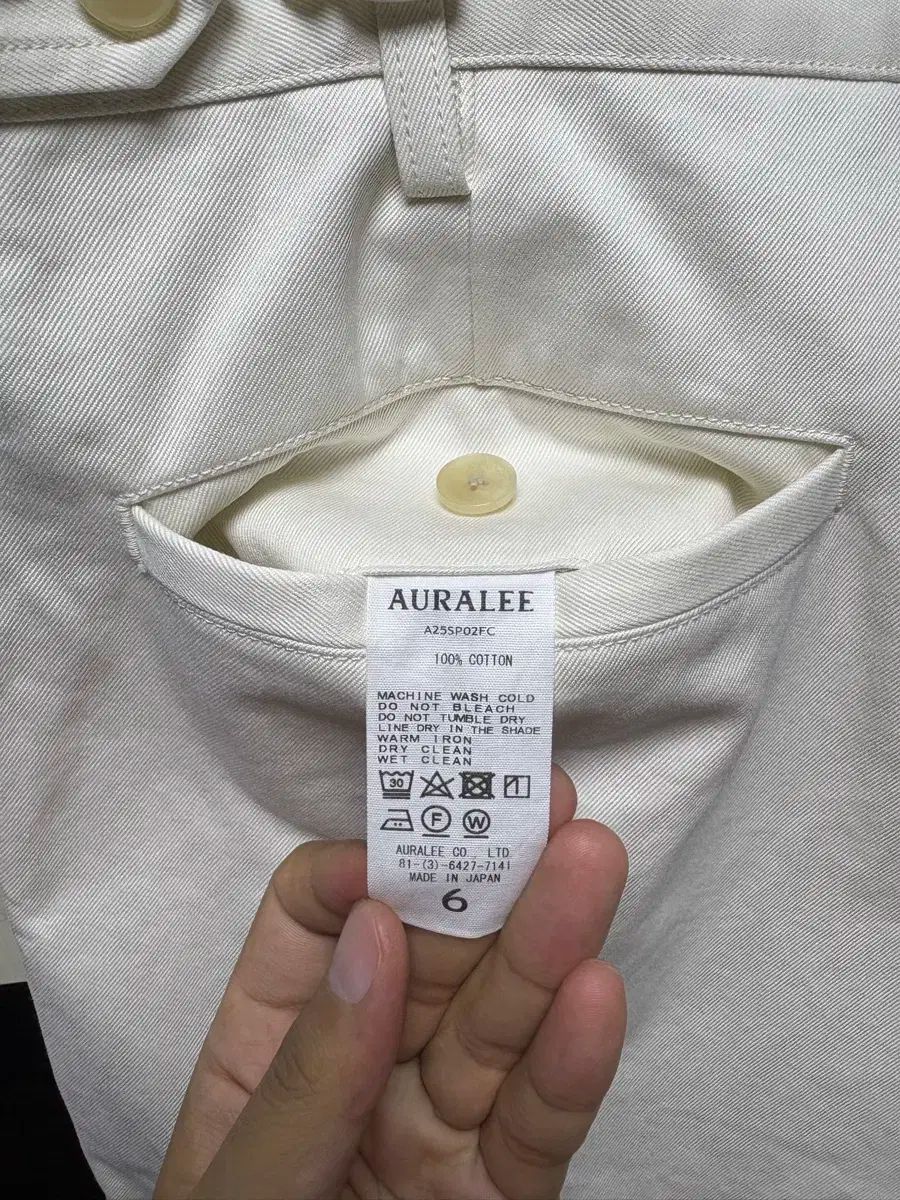 AURALEE
A25SP02FC
100% COTTON
MACHINE WASH COLD
DO NOT BLEACH
DO NOT TUMBLE DRY
LINE DRY IN THE SHADE
WARM IRON
DRY CLEAN
WET CLEAN
30
F W
AURALEE CO., LTD
81-(3)-6427-7141
MADE IN JAPAN
6